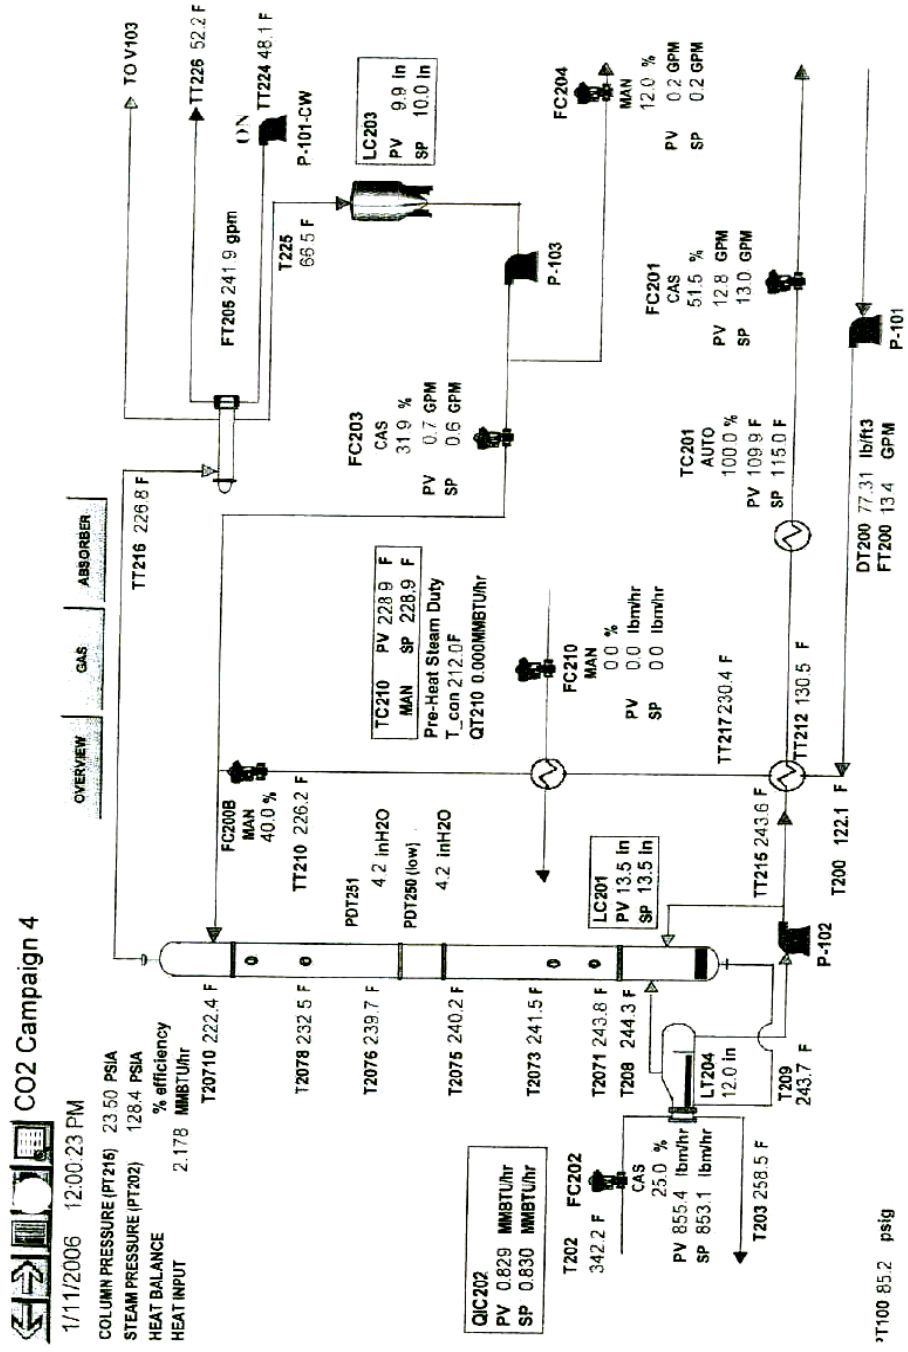 CO2 Campaign 4
1/11/2006 12:00:23 PM
COLUMN PRESSURE (PT215) 23.50 PSIA
STEAM PRESSURE (PT202) 128.4 PSIA
HEAT BALANCE % efficiency
HEAT INPUT 2.178 MMBTU/hr
OVERVIEW
GAS
ABSORBER
TT216 226.8 F
TO V103
TT226 52.2 F
TT224 48.1 F
ON
P-101-CW
FT205 241.9 gpm
T225
66.5 F
LC203
PV 9.9 in
SP 10.0 in
P-103
FC204
MAN
12.0 %
PV 0.2 GPM
SP 0.2 GPM
FC203
CAS
31.9 %
PV 0.7 GPM
SP 0.6 GPM
FC201
CAS
51.5 %
PV 12.8 GPM
SP 13.0 GPM
TC201
AUTO
100.0 %
PV 109.9 F
SP 115.0 F
P-101
DT200 77.31 lb/ft3
FT200 13.4 GPM
TC210 PV 228.9 F
MAN SP 228.9 F
Pre-Heat Steam Duty
T_con 212.0F
QT210 0.000MMBTU/hr
FC210
MAN
0.0 %
PV 0.0 lbm/hr
SP 0.0 lbm/hr
TT217 230.4 F
TT212 130.5 F
FC200B
MAN
40.0 %
TT210 226.2 F
PDT251
4.2 inH2O
PDT250 (low)
4.2 inH2O
LC201
PV 13.5 in
SP 13.5 in
TT215 243.6 F
T200 122.1 F
P-102
T20710 222.4 F
T2078 232.5 F
T2076 239.7 F
T2075 240.2 F
T2073 241.5 F
T2071 243.8 F
T208 244.3 F
LT204
12.0 in
T209
243.7 F
QIC202
PV 0.829 MMBTU/hr
SP 0.830 MMBTU/hr
T202
342.2 F
FC202
CAS
25.0 %
PV 855.4 lbm/hr
SP 853.1 lbm/hr
T203 258.5 F
T100 85.2 psig